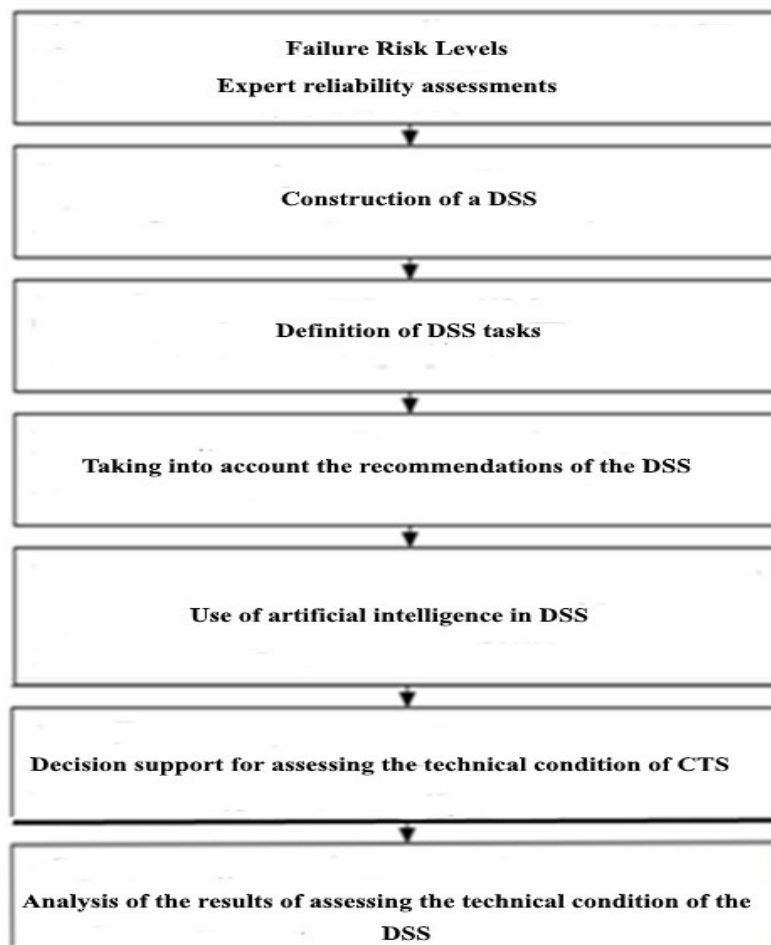 Failure Risk Levels
Expert reliability assessments
Construction of a DSS
Definition of DSS tasks
Taking into account the recommendations of the DSS
Use of artificial intelligence in DSS
Decision support for assessing the technical condition of CTS
Analysis of the results of assessing the technical condition of the
DSS